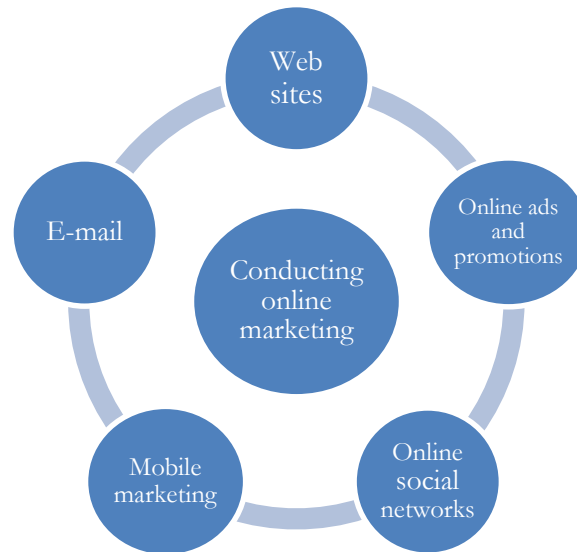 Web
sites
Online ads
and
promotions
Online
social
networks
Mobile
marketing
E-mail
Conducting
online
marketing